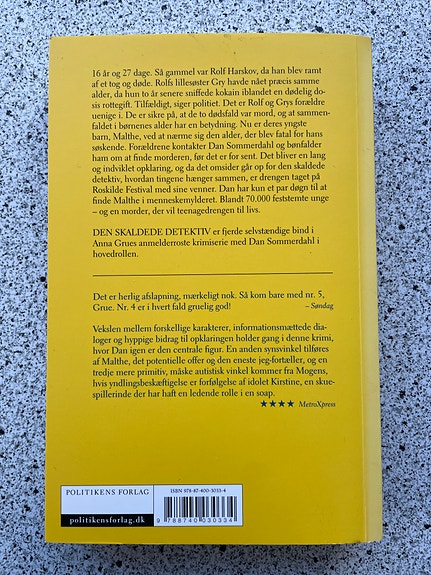 16 år og 27 dage. Så gammel var Rolf Harskov, da han blev ramt
af et tog og døde. Rolfs lillesøster Gry havde nået præcis samme
alder, da hun to år senere sniffede kokain iblandet en dødelig do-
sis rottegift. Tilfældigt, siger politiet. Det er Rolf og Grys forældre
uenige i. De er sikre på, at de to dødsfald var mord, og at sammen-
faldet i børnenes alder har en betydning. Nu er deres yngste
barn, Malthe, ved at nærme sig den alder, der blev fatal for hans
søskende. Forældrene kontakter Dan Sommerdahl og bønfalder
ham om at finde morderen, før det er for sent. Det bliver en lang
og indviklet opklaring, og da det omsider går op for den skaldede
detektiv, hvordan tingene hænger sammen, er drengen taget på
Roskilde Festival med sine venner. Dan har kun et par døgn til at
finde Malthe i menneskemylderet. Blandt 70.000 feststemte unge
– og en morder, der vil teenagedrengen til livs.
DEN SKALDEDE DETEKTIV er fjerde selvstændige bind i
Anna Grues anmelderroste krimiserie med Dan Sommerdahl i
hovedrollen.
Det er herlig afslapning, mærkeligt nok. Så kom bare med nr. 5,
Grue. Nr. 4 er i hvert fald gruelig god! – Søndag
Vekslen mellem forskellige karakterer, informationsmættede dia-
loger og hyppige bidrag til opklaringen holder gang i denne krimi,
hvor Dan igen er den centrale figur. En anden synsvinkel tilføres
af Malthe, det potentielle offer og den eneste jeg-fortæller, og en
tredje mere primitiv, måske autistisk vinkel kommer fra Mogens,
hvis yndlingsbeskæftigelse er forfølgelse af idolet Kirstine, en skue-
spillerinde der har haft en ledende rolle i en soap.
★★★★ MetroXpress
POLITIKENS FORLAG
politikensforlag.dk
ISBN 978-87-400-3033-4
9 788740 030334